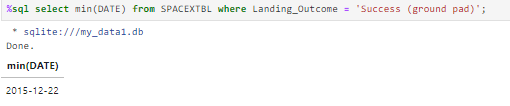 %sql select min(DATE) from SPACEXTBL where Landing_Outcome = 'Success (ground pad)';
* sqlite:///my_data1.db
Done.
min(DATE)
2015-12-22